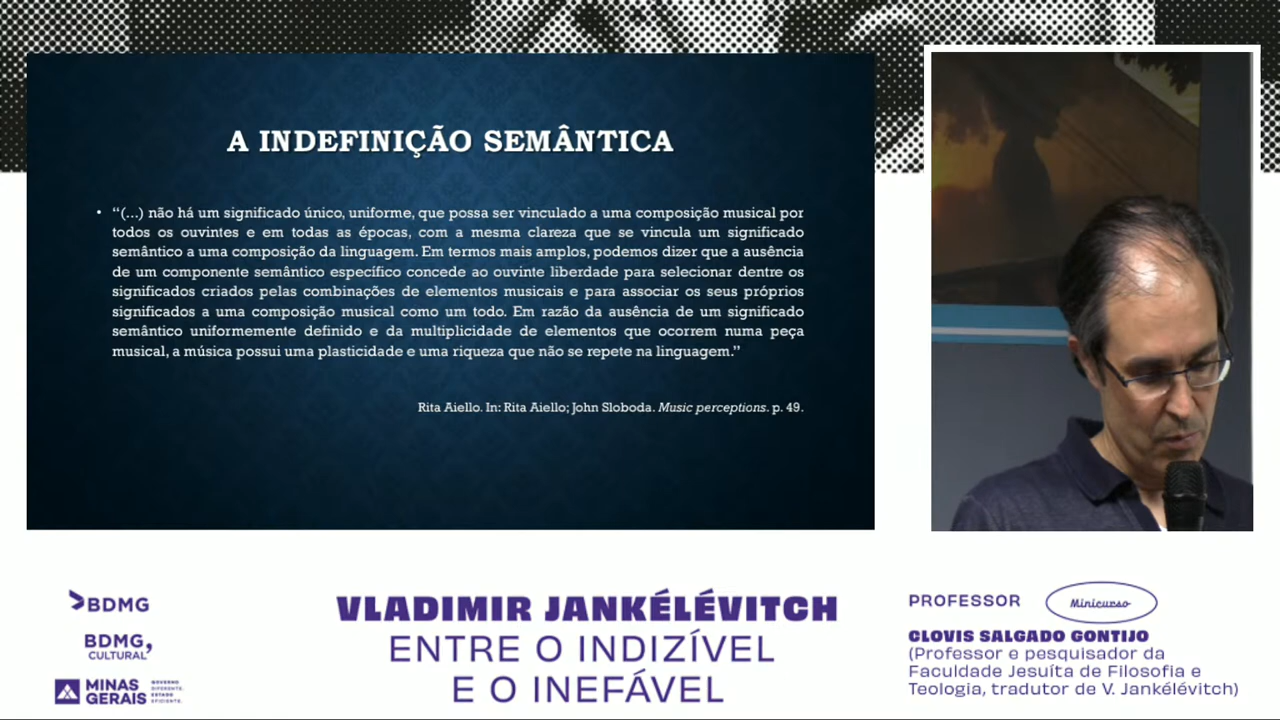 A INDEFINIÇÃO SEMÂNTICA
• “(...) não há um significado único, uniforme, que possa ser vinculado a uma composição musical por
todos os ouvintes e em todas as épocas, com a mesma clareza que se vincula um significado
semântico a uma composição da linguagem. Em termos mais amplos, podemos dizer que a ausência
de um componente semântico específico concede ao ouvinte liberdade para selecionar dentre os
significados criados pelas combinações de elementos musicais e para associar os seus próprios
significados a uma composição musical como um todo. Em razão da ausência de um significado
semântico uniformemente definido e da multiplicidade de elementos que ocorrem numa peça
musical, a música possui uma plasticidade e uma riqueza que não se repete na linguagem.”
Rita Aiello. In: Rita Aiello; John Sloboda. Music perceptions. p. 49.
BDMG
BDMG,
CULTURAL
MINAS
GERAIS
GOVERNO
DIFERENTE.
ESTADO
EFICIENTE.
VLADIMIR JANKÉLÉVITCH
ENTRE O INDIZÍVEL
E O INEFÁVEL
PROFESSOR
Minicurso
CLOVIS SALGADO GONTIJO
(Professor e pesquisador da
Faculdade Jesuíta de Filosofia e
Teologia, tradutor de V. Jankélévitch)